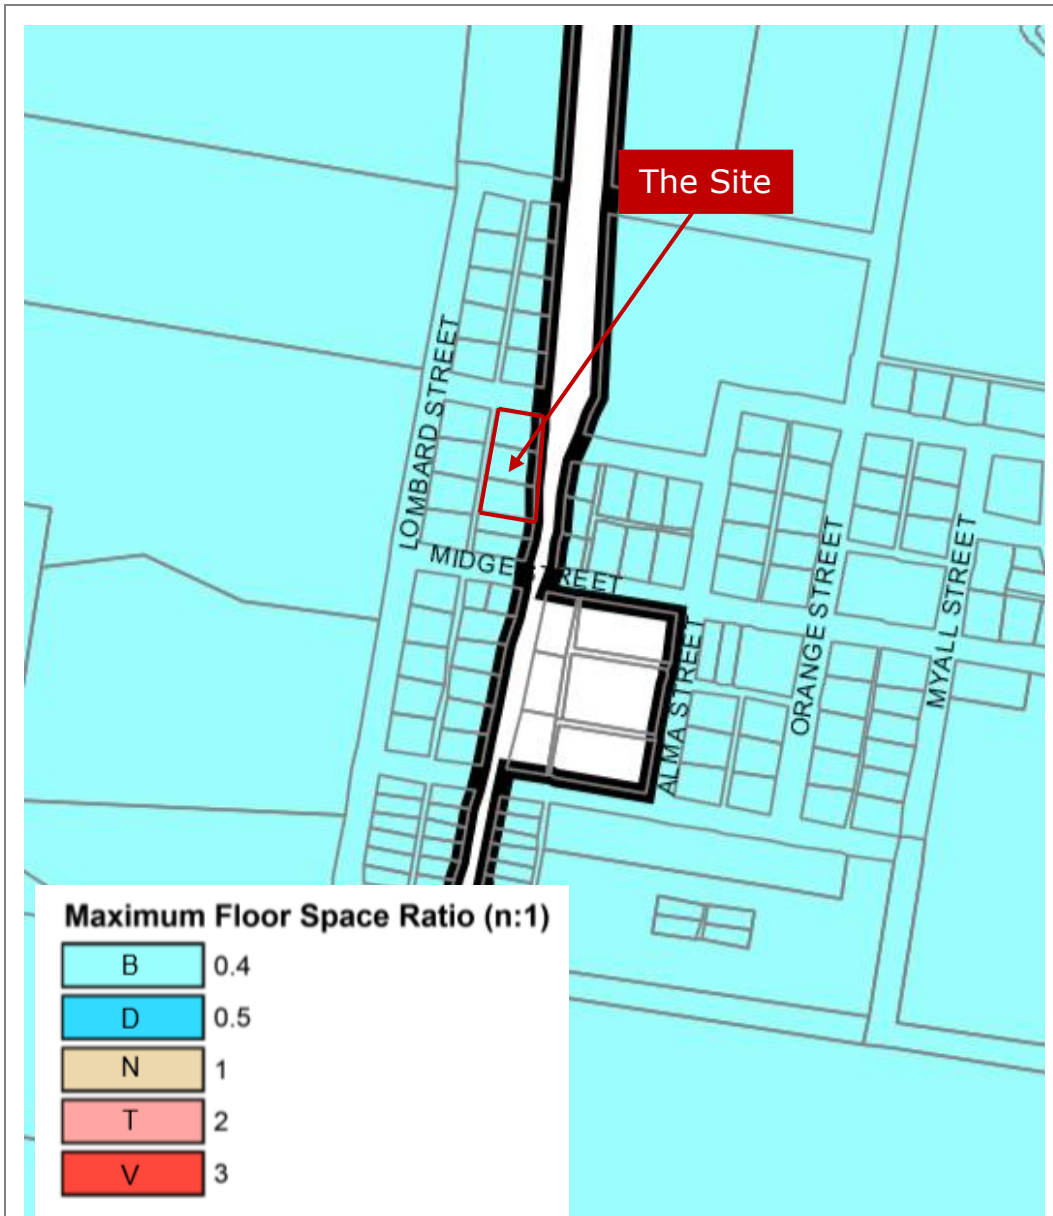 The Site
LOMBARD STREET
MIDGE STREET
ORANGE STREET
MYALL STREET
ALMA STREET
Maximum Floor Space Ratio (n:1)
B 0.4
D 0.5
N 1
T 2
V 3